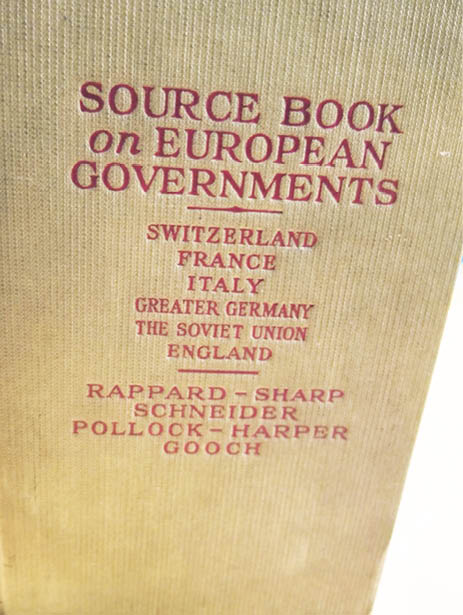 SOURCE BOOK
on EUROPEAN
GOVERNMENTS
SWITZERLAND
FRANCE
ITALY
GREATER GERMANY
THE SOVIET UNION
ENGLAND
RAPPARD - SHARP
SCHNEIDER
POLLOCK - HARPER
GOOCH